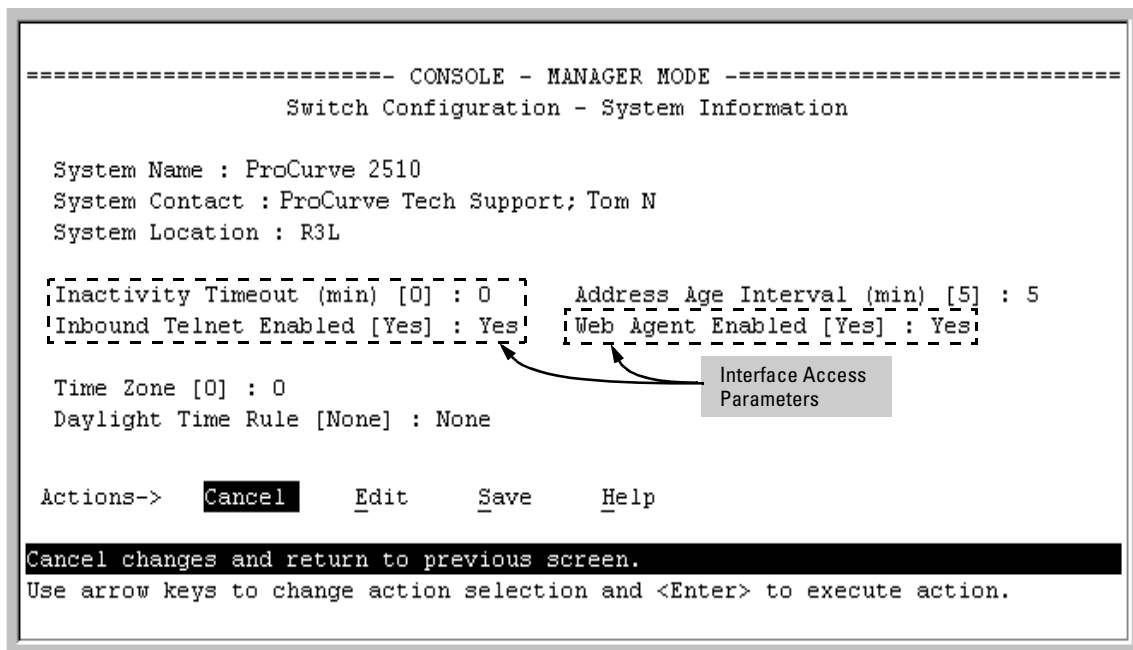 ===========================- CONSOLE - MANAGER MODE -============================
Switch Configuration - System Information
System Name : ProCurve 2510
System Contact : ProCurve Tech Support; Tom N
System Location : R3L
Inactivity Timeout (min) [0] : 0 Address Age Interval (min) [5] : 5
Inbound Telnet Enabled [Yes] : Yes Web Agent Enabled [Yes] : Yes
Interface Access
Parameters
Time Zone [0] : 0
Daylight Time Rule [None] : None
Actions-> Cancel Edit Save Help
Cancel changes and return to previous screen.
Use arrow keys to change action selection and <Enter> to execute action.